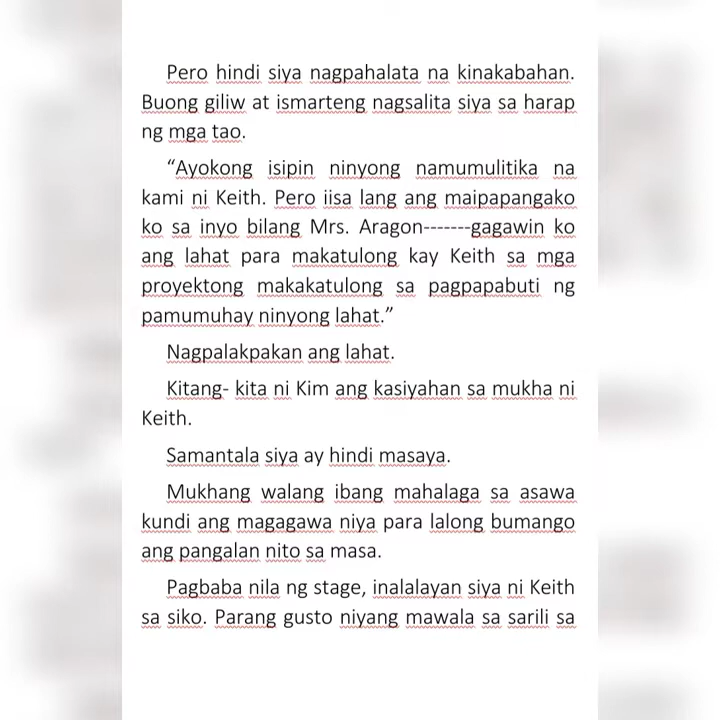 Pero hindi siya nagpahalata na kinakabahan.
Buong giliw at ismarteng nagsalita siya sa harap
ng mga tao.
“Ayokong isipin ninyong namumulitika na
kami ni Keith. Pero iisa lang ang maipapangako
ko sa inyo bilang Mrs. Aragon-------gagawin ko
ang lahat para makatulong kay Keith sa mga
proyektong makakatulong sa pagpapabuti ng
pamumuhay ninyong lahat.”
Nagpalakpakan ang lahat.
Kitang- kita ni Kim ang kasiyahan sa mukha ni
Keith.
Samantala siya ay hindi masaya.
Mukhang walang ibang mahalaga sa asawa
kundi ang magagawa niya para lalong bumango
ang pangalan nito sa masa.
Pagbaba nila ng stage, inalalayan siya ni Keith
sa siko. Parang gusto niyang mawala sa sarili sa